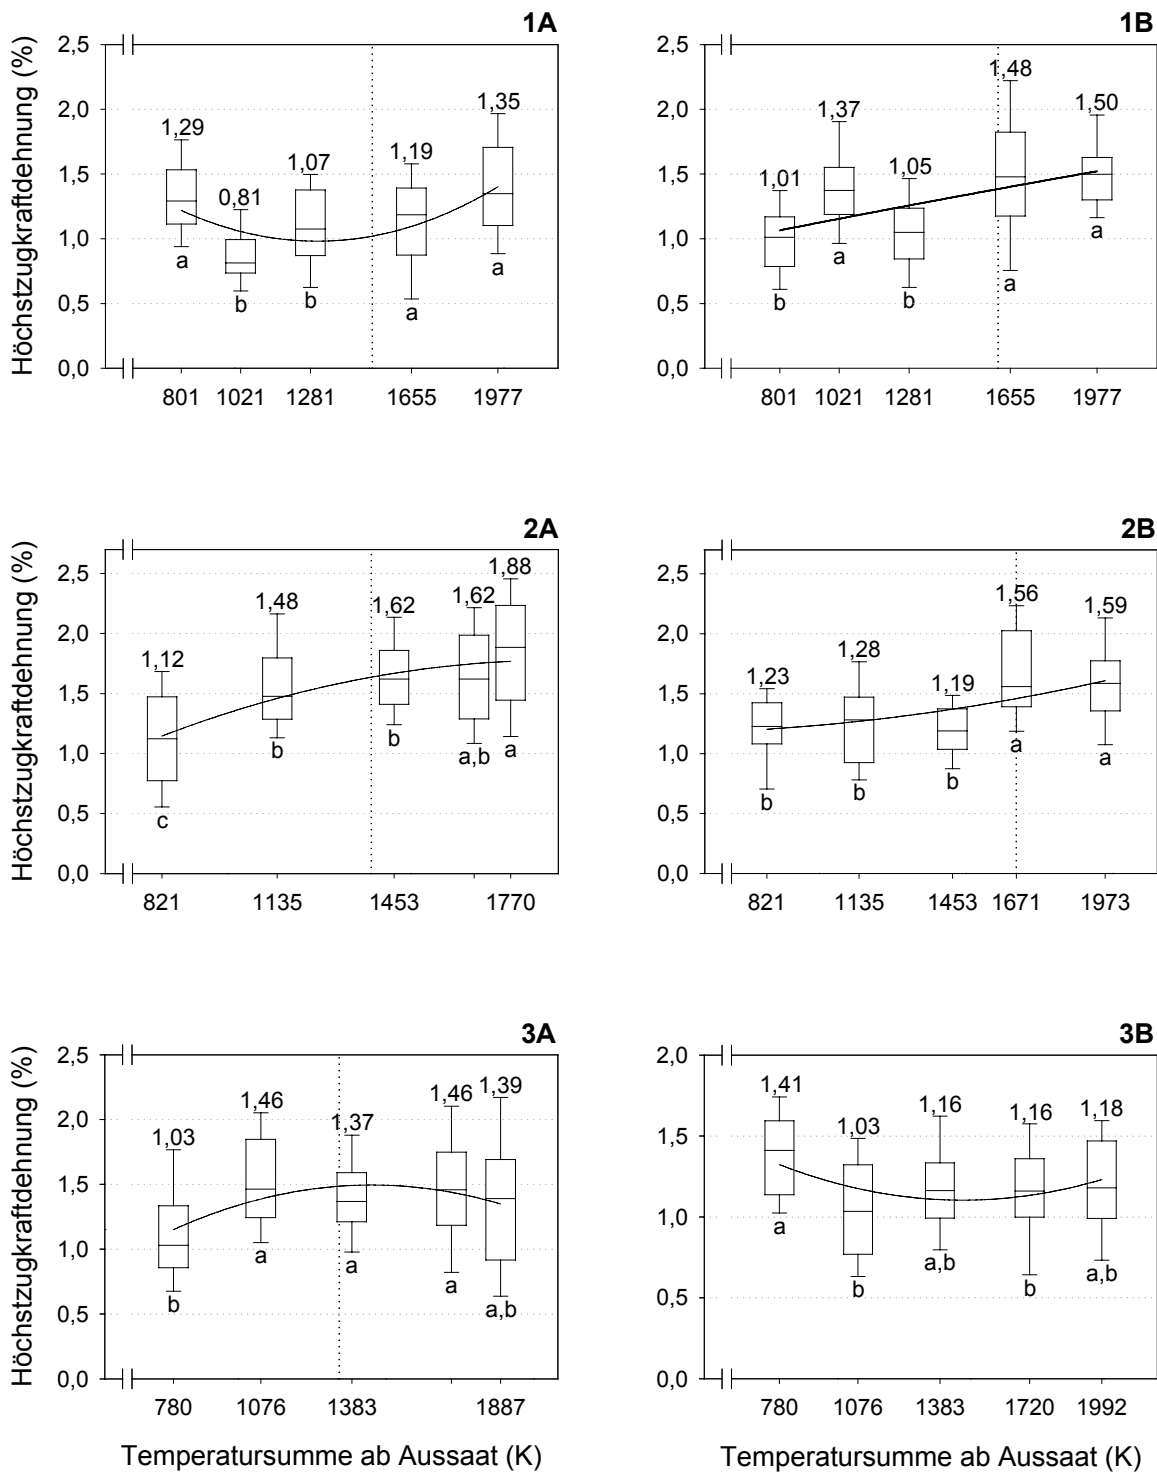 1A
Höchstzugkraftdehnung (%)
2,5
2,0
1,5
1,0
0,5
0,0
1,29
0,81
1,07
1,19
1,35
a
b
b
a
a
801
1021
1281
1655
1977
1B
2,5
2,0
1,5
1,0
0,5
0,0
1,01
1,37
1,05
1,48
1,50
b
a
b
a
a
801
1021
1281
1655
1977
2A
Höchstzugkraftdehnung (%)
2,5
2,0
1,5
1,0
0,5
0,0
1,12
1,48
1,62
1,62
1,88
c
b
b
a,b
a
821
1135
1453
1770
2B
2,5
2,0
1,5
1,0
0,5
0,0
1,23
1,28
1,19
1,56
1,59
b
b
b
a
a
821
1135
1453
1671
1973
3A
Höchstzugkraftdehnung (%)
2,5
2,0
1,5
1,0
0,5
0,0
1,03
1,46
1,37
1,46
1,39
b
a
a
a
a,b
780
1076
1383
1887
Temperatursumme ab Aussaat (K)
3B
2,0
1,5
1,0
0,5
0,0
1,41
1,03
1,16
1,16
1,18
a
b
a,b
b
a,b
780
1076
1383
1720
1992
Temperatursumme ab Aussaat (K)